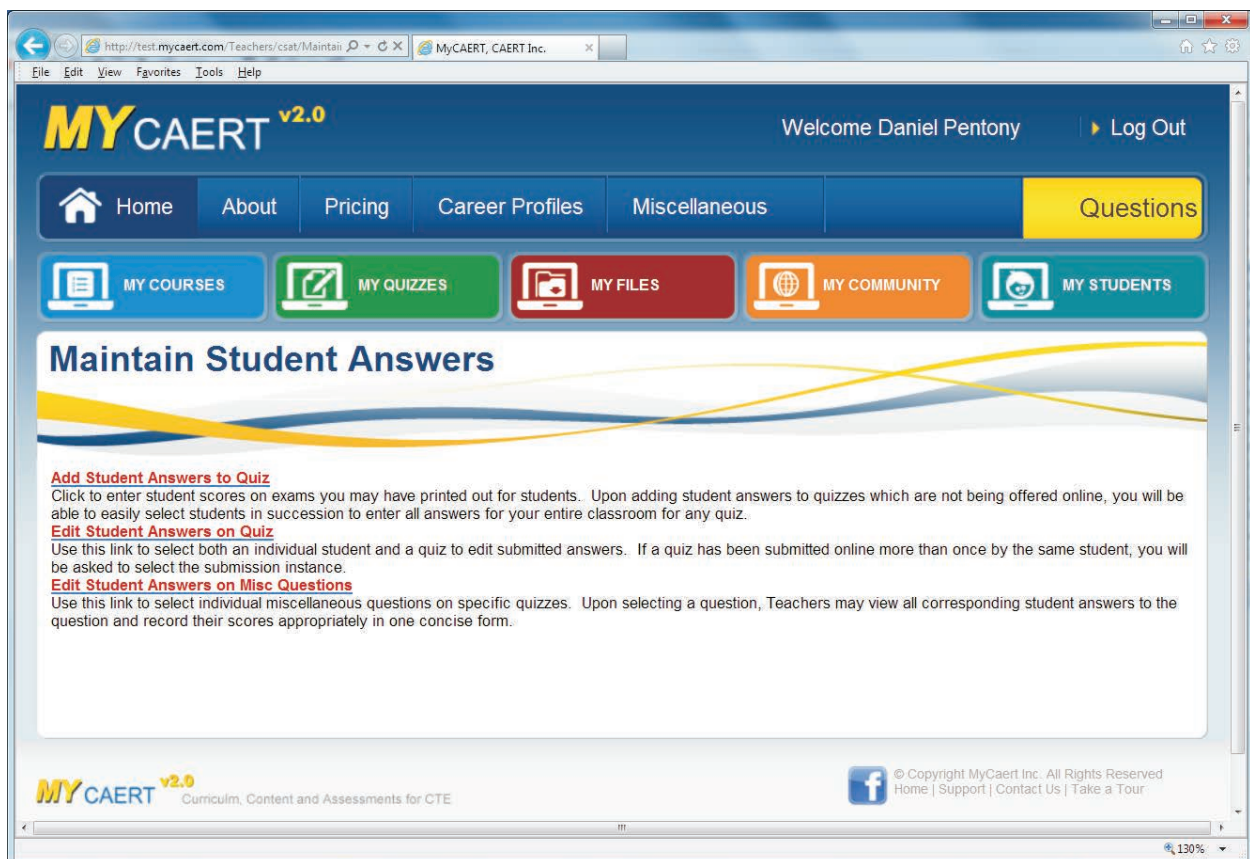 http://test.mycaert.com/Teachers/csat/Maintai
MyCAERT, CAERT Inc.
File Edit View Favorites Tools Help
MYCAERT v2.0
Welcome Daniel Pentony
Log Out
Home About Pricing Career Profiles Miscellaneous Questions
MY COURSES MY QUIZZES MY FILES MY COMMUNITY MY STUDENTS
Maintain Student Answers
Add Student Answers to Quiz
Click to enter student scores on exams you may have printed out for students. Upon adding student answers to quizzes which are not being offered online, you will be
able to easily select students in succession to enter all answers for your entire classroom for any quiz.
Edit Student Answers on Quiz
Use this link to select both an individual student and a quiz to edit submitted answers. If a quiz has been submitted online more than once by the same student, you will
be asked to select the submission instance.
Edit Student Answers on Misc Questions
Use this link to select individual miscellaneous questions on specific quizzes. Upon selecting a question, Teachers may view all corresponding student answers to the
question and record their scores appropriately in one concise form.
MYCAERT v2.0
Curriculm, Content and Assessments for CTE
© Copyright MyCaert Inc. All Rights Reserved
Home | Support | Contact Us | Take a Tour
130%